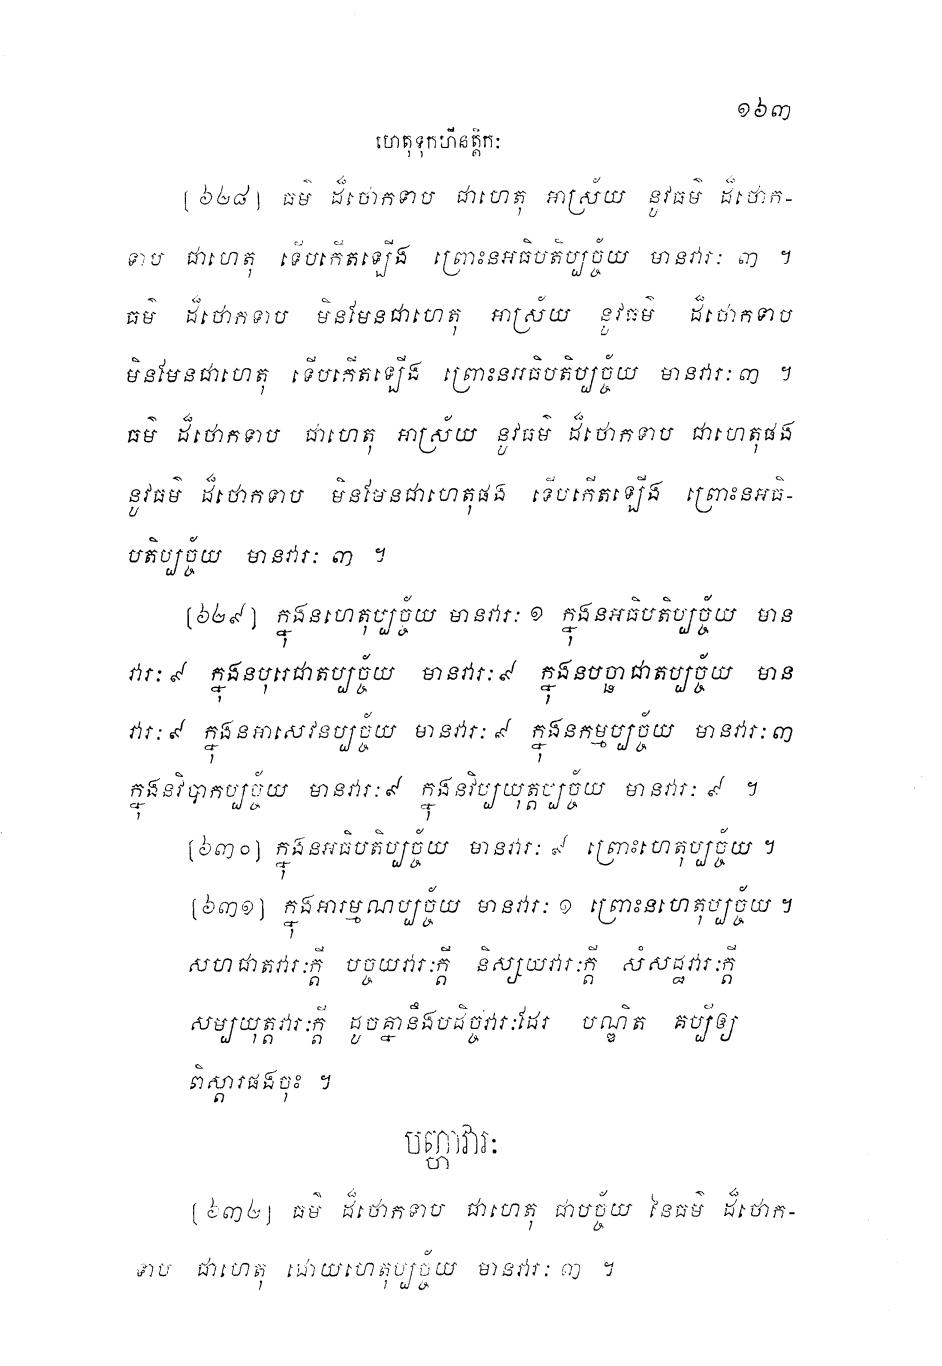 ១៦៣
ហេតុទុកហីនត្តិកៈ
[៦២៨] ធម៌ ដ៏ថោកទាប ជាហេតុ អាស្រ័យ នូវធម៌ ដ៏ថោក-
ទាប ជាហេតុ ទើបកើតឡើង ព្រោះនអធិបតិប្បច្ច័យ មានវារៈ ៣ ។
ធម៌ ដ៏ថោកទាប មិនមែនជាហេតុ អាស្រ័យ នូវធម៌ ដ៏ថោកទាប
មិនមែនជាហេតុ ទើបកើតឡើង ព្រោះនអធិបតិប្បច្ច័យ មានវារៈ ៣ ។
ធម៌ ដ៏ថោកទាប ជាហេតុ អាស្រ័យ នូវធម៌ ដ៏ថោកទាប ជាហេតុផង
នូវធម៌ ដ៏ថោកទាប មិនមែនជាហេតុផង ទើបកើតឡើង ព្រោះនអធិ-
បតិប្បច្ច័យ មានវារៈ ៣ ។
[៦២៩] ក្នុងនហេតុប្បច្ច័យ មានវារៈ ១ ក្នុងនអធិបតិប្បច្ច័យ មាន
វារៈ ៩ ក្នុងនបុរេជាតប្បច្ច័យ មានវារៈ ៩ ក្នុងនបច្ឆាជាតប្បច្ច័យ មាន
វារៈ ៩ ក្នុងនអាសេវនប្បច្ច័យ មានវារៈ ៩ ក្នុងនកម្មប្បច្ច័យ មានវារៈ ៣
ក្នុងនវិបាកប្បច្ច័យ មានវារៈ ៩ ក្នុងនវិប្បយុត្តប្បច្ច័យ មានវារៈ ៩ ។
[៦៣០] ក្នុងនអធិបតិប្បច្ច័យ មានវារៈ ៩ ព្រោះហេតុប្បច្ច័យ ។
[៦៣១] ក្នុងអារម្មណប្បច្ច័យ មានវារៈ ១ ព្រោះនហេតុប្បច្ច័យ ។
សហជាតវារៈក្តី បច្ចយវារៈក្តី និស្សយវារៈក្តី សំសដ្ឋវារៈក្តី
សម្បយុត្តវារៈក្តី ដូចគ្នានឹងបដិច្ចវារៈដែរ បណ្ឌិត គប្បីឲ្យ
ពិស្តារផងចុះ ។
បញ្ហាវារៈ
[៦៣២] ធម៌ ដ៏ថោកទាប ជាហេតុ ជាបច្ច័យ នៃធម៌ ដ៏ថោក-
ទាប ជាហេតុ ដោយហេតុប្បច្ច័យ មានវារៈ ៣ ។